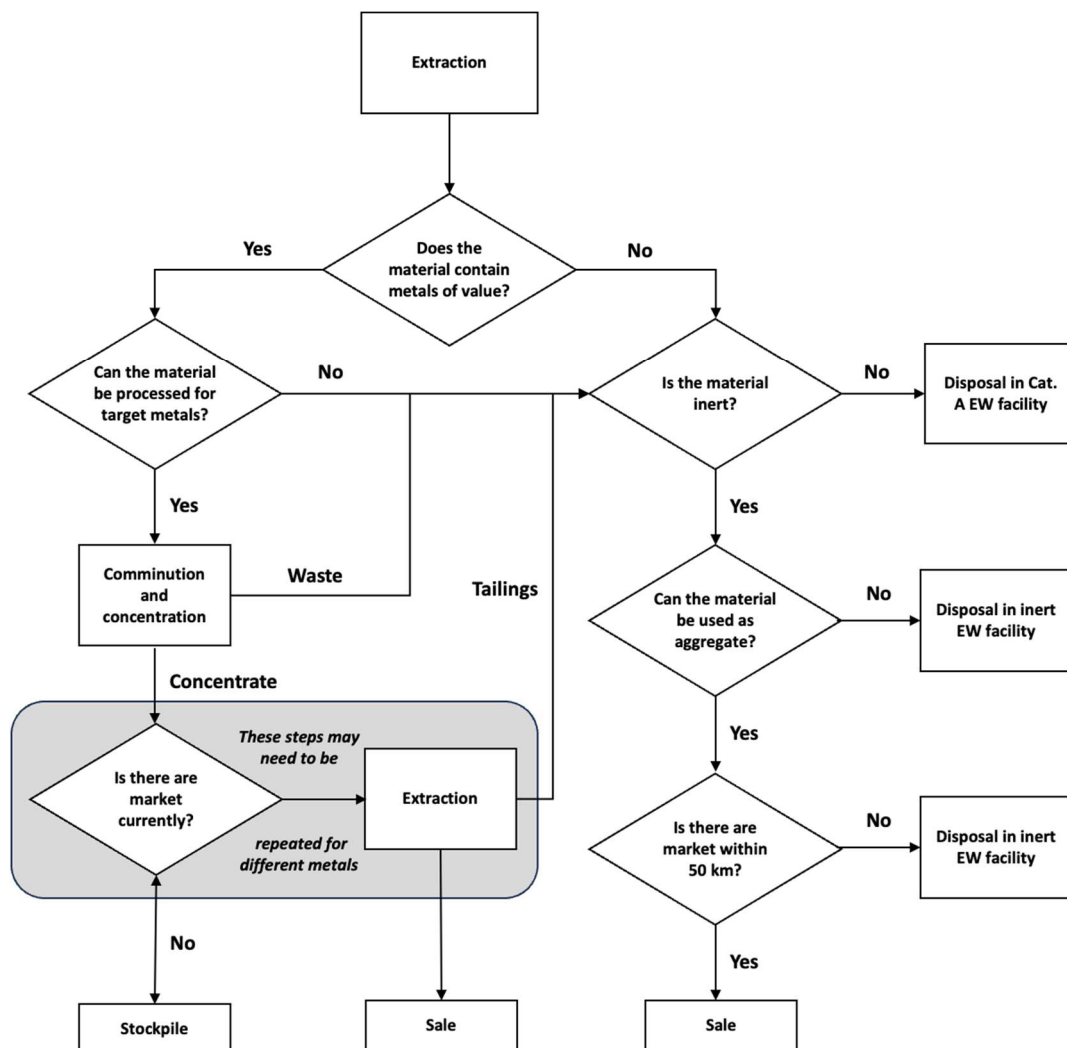 Extraction
Yes
Does the
material contain
metals of value?
No
Can the material
be processed for
target metals?
No
Is the material
inert?
No
Disposal in Cat.
A EW facility
Yes
Yes
Comminution
and
concentration
Waste
Tailings
Can the material
be used as
aggregate?
No
Disposal in inert
EW facility
Concentrate
Yes
These steps may
need to be
Is there are
market
currently?
Extraction
repeated for
different metals
Is there are
market within
50 km?
No
Disposal in inert
EW facility
No
Yes
Stockpile
Sale
Sale